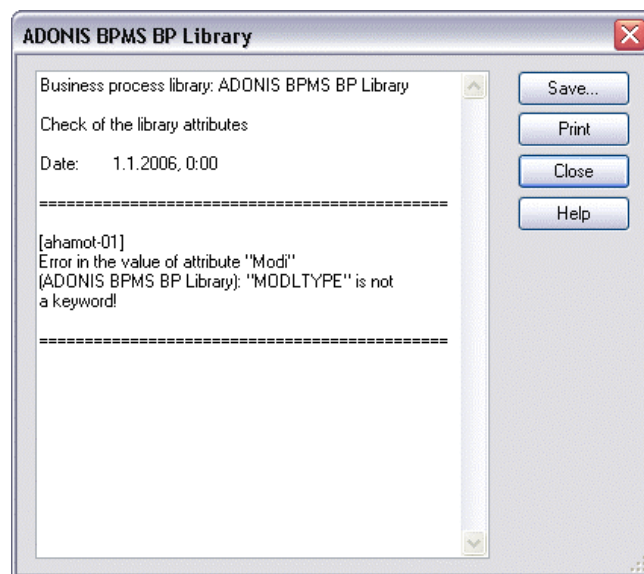 ADONIS BPMS BP Library
Business process library: ADONIS BPMS BP Library
Check of the library attributes
Date: 1.1.2006, 0:00
=============================================
[ahamot-01]
Error in the value of attribute "Modi"
(ADONIS BPMS BP Library): "MODLTYPE" is not
a keyword!
=============================================
Save...
Print
Close
Help